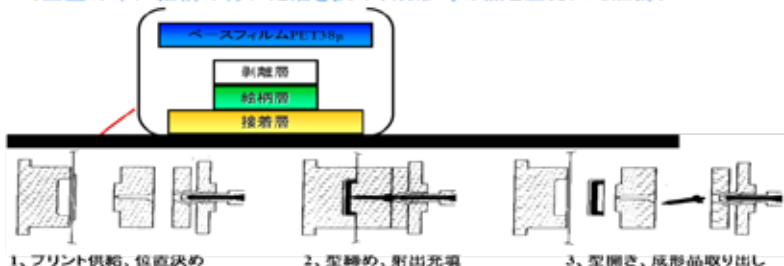 ベースフィルムPET38μ
剥離層
絵柄層
接着層
1、プリント供給、位置決め
2、型締め、射出充填
3、型開き、成形品取り出し